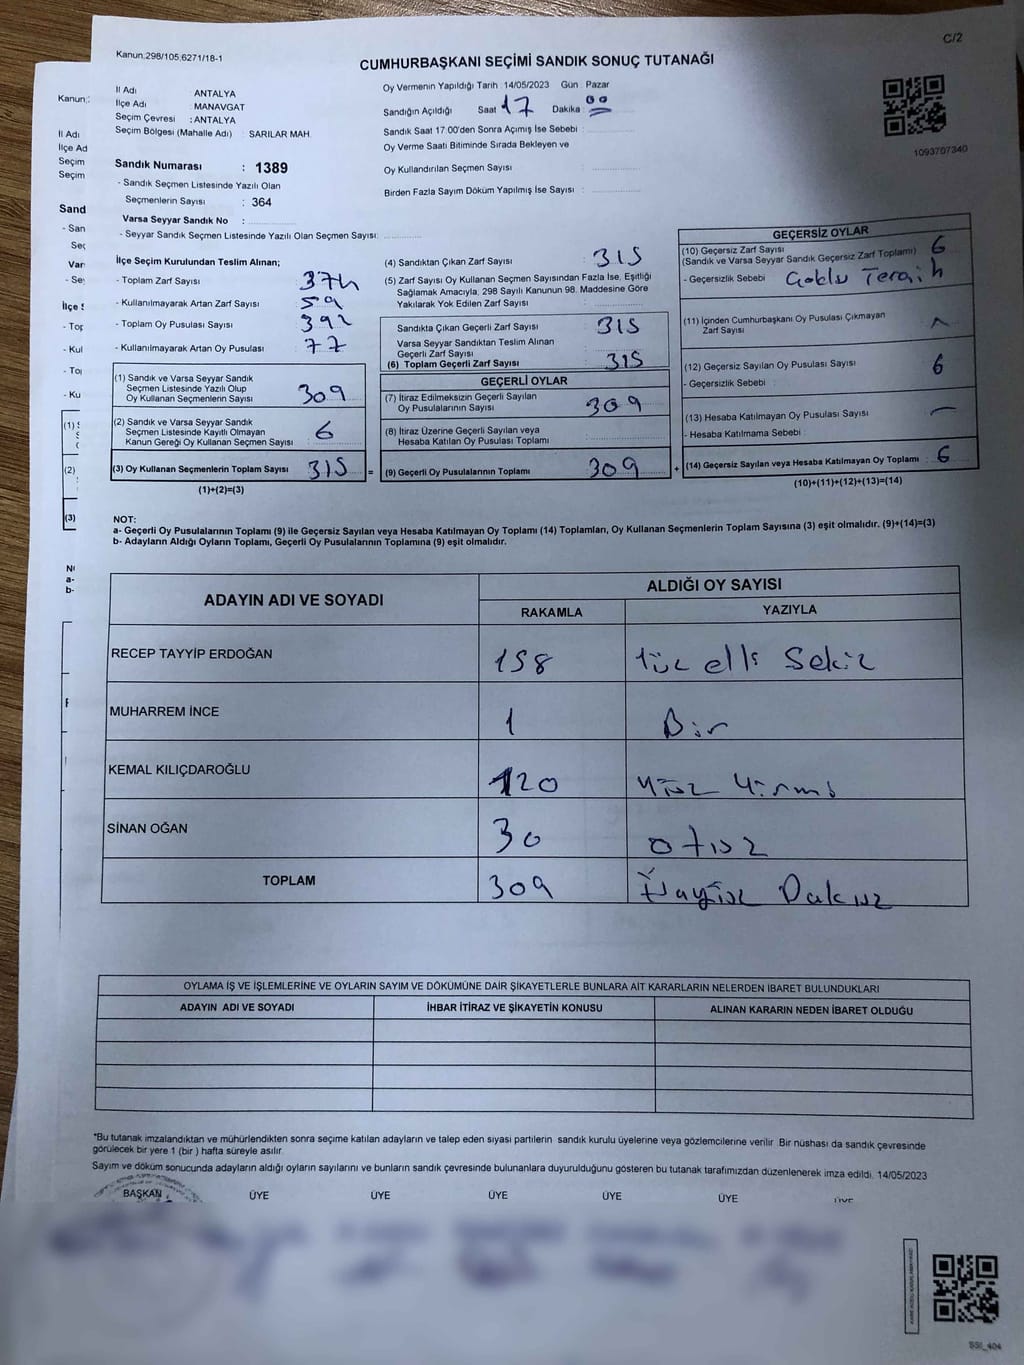 C/2
Kanun:298/105,6271/18-1
CUMHURBAŞKANI SEÇİMİ SANDIK SONUÇ TUTANAĞI
1093707340
İl Adı ANTALYA
İlçe Adı MANAVGAT
Seçim Çevresi : ANTALYA
Seçim Bölgesi (Mahalle Adı) : SARILAR MAH.
Sandık Numarası : 1389
- Sandık Seçmen Listesinde Yazılı Olan
Seçmenlerin Sayısı : 364
Varsa Seyyar Sandık No :
- Seyyar Sandık Seçmen Listesinde Yazılı Olan Seçmen Sayısı:
Oy Vermenin Yapıldığı Tarih : 14/05/2023 Gün : Pazar
Sandığın Açıldığı Saat 17 Dakika : 00
Sandık Saat 17:00'den Sonra Açımış İse Sebebi :
Oy Verme Saati Bitiminde Sırada Bekleyen ve
Oy Kullandırılan Seçmen Sayısı :
Birden Fazla Sayım Döküm Yapılmış İse Sayısı :
İlçe Seçim Kurulundan Teslim Alınan;
- Toplam Zarf Sayısı : 374
- Kullanılmayarak Artan Zarf Sayısı : 59
- Toplam Oy Pusulası Sayısı : 392
- Kullanılmayarak Artan Oy Pusulası : 77
(1) Sandık ve Varsa Seyyar Sandık
Seçmen Listesinde Yazılı Olup
Oy Kullanan Seçmenlerin Sayısı : 309
(2) Sandık ve Varsa Seyyar Sandık
Seçmen Listesinde Kayıtlı Olmayan
Kanun Gereği Oy Kullanan Seçmen Sayısı : 6
(3) Oy Kullanan Seçmenlerin Toplam Sayısı : 315 =
(1)+(2)=(3)
(4) Sandıktan Çıkan Zarf Sayısı : 315
(5) Zarf Sayısı Oy Kullanan Seçmen Sayısından Fazla İse, Eşitliği
Sağlamak Amacıyla, 298 Sayılı Kanunun 98. Maddesine Göre
Yakılarak Yok Edilen Zarf Sayısı :
Sandıkta Çıkan Geçerli Zarf Sayısı : 315
Varsa Seyyar Sandıktan Teslim Alınan
Geçerli Zarf Sayısı :
(6) Toplam Geçerli Zarf Sayısı : 315
GEÇERLİ OYLAR
(7) İtiraz Edilmeksizin Geçerli Sayılan
Oy Pusulalarının Sayısı : 309
(8) İtiraz Üzerine Geçerli Sayılan veya
Hesaba Katılan Oy Pusulası Toplamı :
(9) Geçerli Oy Pusulalarının Toplamı : 309 +
GEÇERSİZ OYLAR
(10) Geçersiz Zarf Sayısı
(Sandık ve Varsa Seyyar Sandık Geçersiz Zarf Toplamı) : 6
- Geçersizlik Sebebi : Çoklu Tercih
(11) İçinden Cumhurbaşkanı Oy Pusulası Çıkmayan
Zarf Sayısı :
(12) Geçersiz Sayılan Oy Pusulası Sayısı : 6
- Geçersizlik Sebebi :
(13) Hesaba Katılmayan Oy Pusulası Sayısı : –
- Hesaba Katılmama Sebebi :
(14) Geçersiz Sayılan veya Hesaba Katılmayan Oy Toplamı : 6
(10)+(11)+(12)+(13)=(14)
NOT:
a- Geçerli Oy Pusulalarının Toplamı (9) ile Geçersiz Sayılan veya Hesaba Katılmayan Oy Toplamı (14) Toplamları, Oy Kullanan Seçmenlerin Toplam Sayısına (3) eşit olmalıdır. (9)+(14)=(3)
b- Adayların Aldığı Oyların Toplamı, Geçerli Oy Pusulalarının Toplamına (9) eşit olmalıdır.
ADAYIN ADI VE SOYADI
ALDIĞI OY SAYISI
RAKAMLA YAZIYLA
RECEP TAYYİP ERDOĞAN 158 Yüz elli Sekiz
MUHARREM İNCE 1 Bir
KEMAL KILIÇDAROĞLU 120 Yüz Yirmi
SİNAN OĞAN 30 otuz
TOPLAM 309 Dakuz
OYLAMA İŞ VE İŞLEMLERİNE VE OYLARIN SAYIM VE DÖKÜMÜNE DAİR ŞİKAYETLERLE BUNLARA AİT KARARLARIN NELERDEN İBARET BULUNDUKLARI
ADAYIN ADI VE SOYADI İHBAR İTİRAZ VE ŞİKAYETİN KONUSU ALINAN KARARIN NEDEN İBARET OLDUĞU
*Bu tutanak imzalandıktan ve mühürlendikten sonra seçime katılan adayların ve talep eden siyasi partilerin sandık kurulu üyelerine veya gözlemcilerine verilir. Bir nüshası da sandık çevresinde
görülecek bir yere 1 (bir ) hafta süreyle asılır.
Sayım ve döküm sonucunda adayların aldığı oyların sayılarını ve bunların sandık çevresinde bulunanlara duyurulduğunu gösteren bu tutanak tarafımızdan düzenlenerek imza edildi. 14/05/2023
BAŞKAN ÜYE ÜYE ÜYE ÜYE ÜYE ÜYE
SSI_404